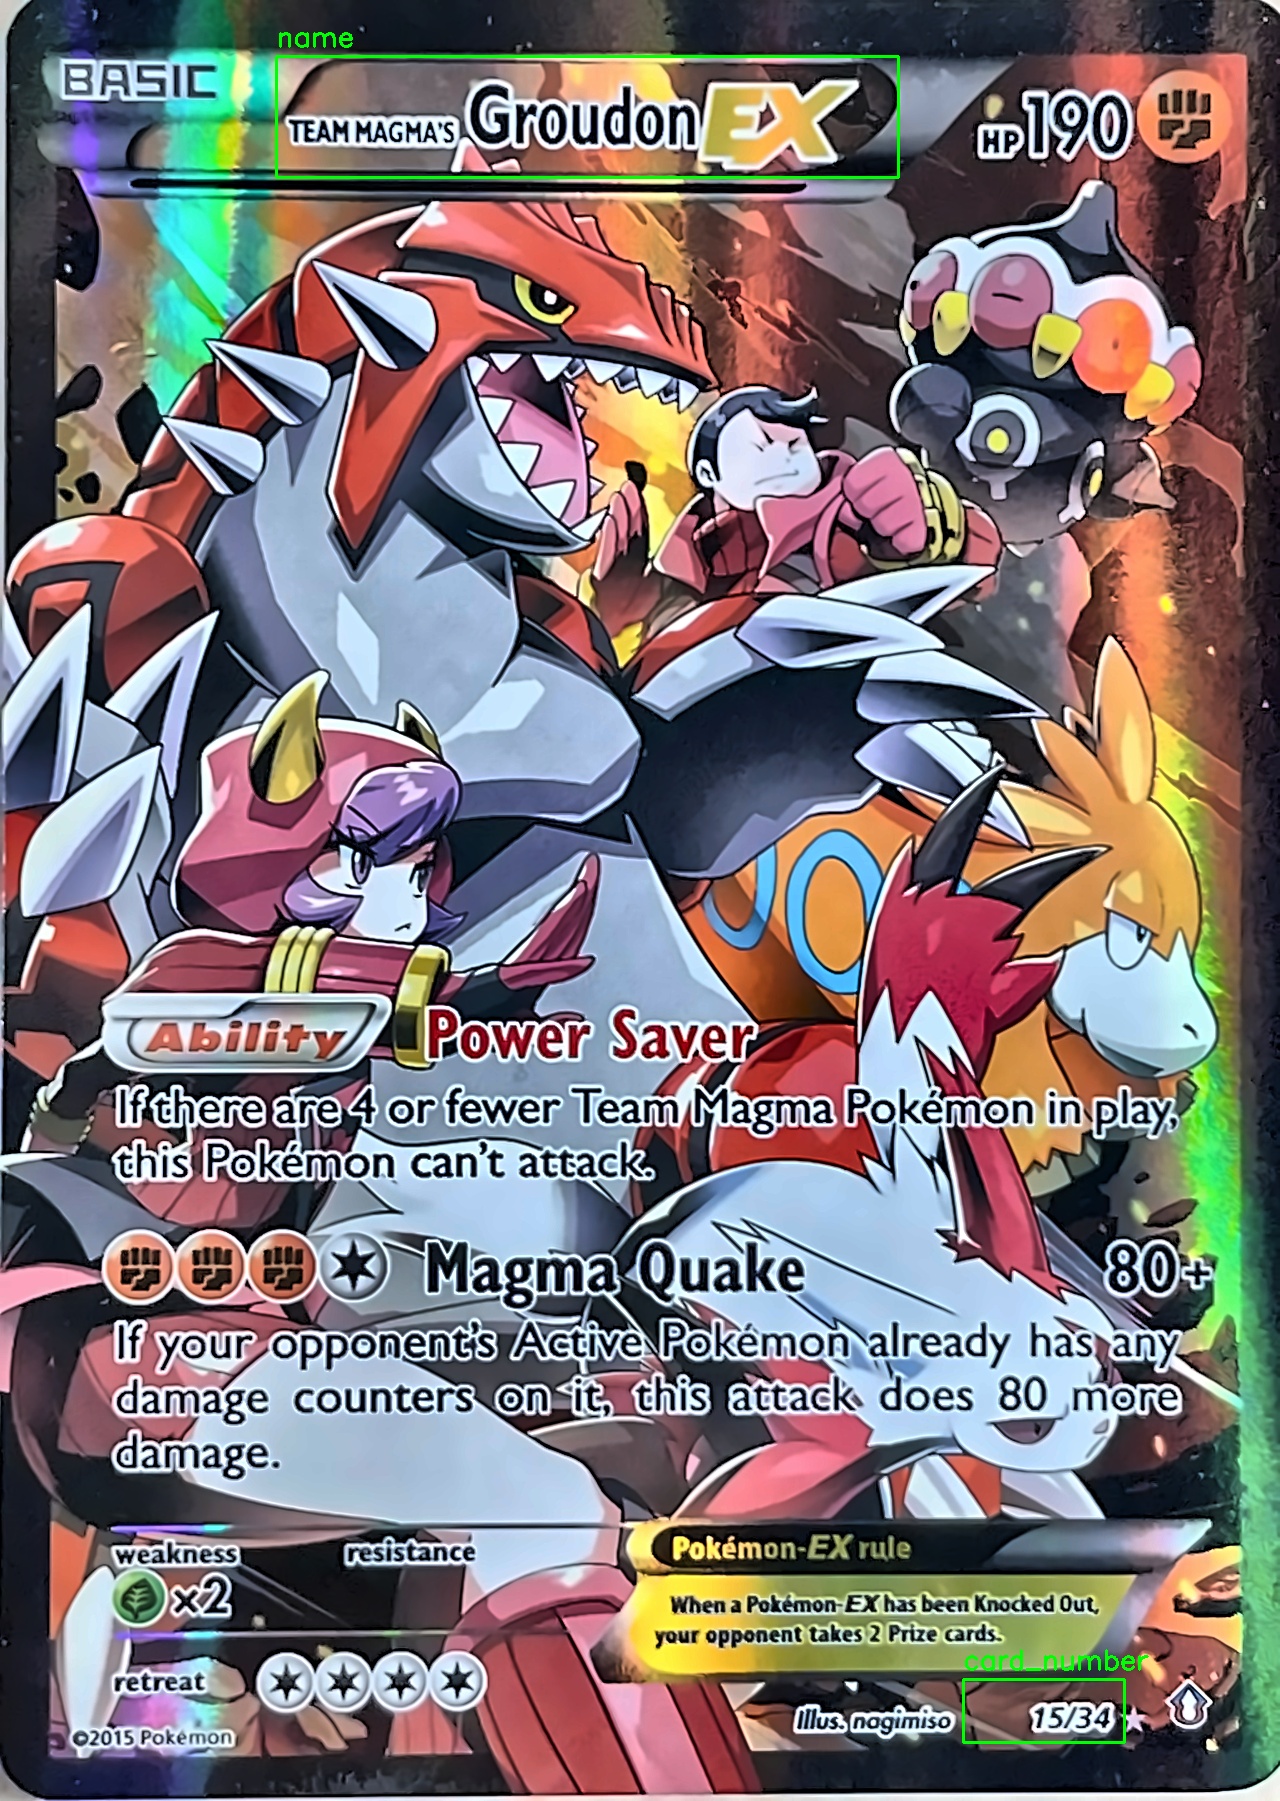 name
BASIC
TEAM MAGMA'S Groudon EX
HP 190
Ability Power Saver
If there are 4 or fewer Team Magma Pokémon in play,
this Pokémon can't attack.
Magma Quake 80+
If your opponent's Active Pokémon already has any
damage counters on it, this attack does 80 more
damage.
weakness resistance
×2
Pokémon-EX rule
When a Pokémon-EX has been Knocked Out,
your opponent takes 2 Prize cards.
card_number
retreat
Illus. nagimiso 15/34
©2015 Pokémon